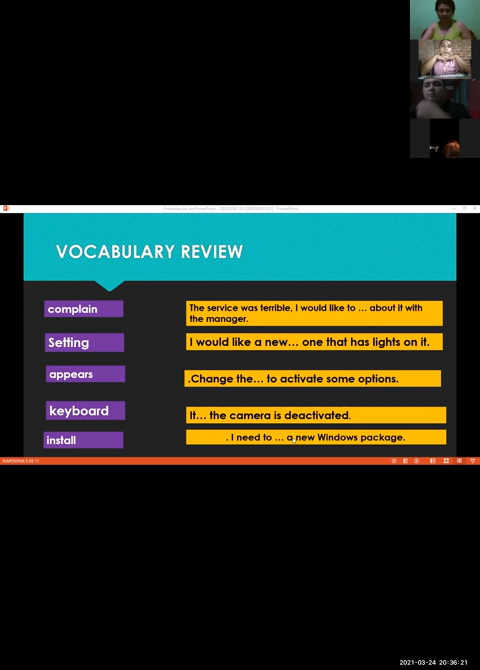 VOCABULARY REVIEW
complain
The service was terrible, I would like to ... about it with
the manager.
Setting
I would like a new... one that has lights on it.
appears
.Change the... to activate some options.
keyboard
It... the camera is deactivated.
install
. I need to ... a new Windows package.
2021-03-24 20:36:21